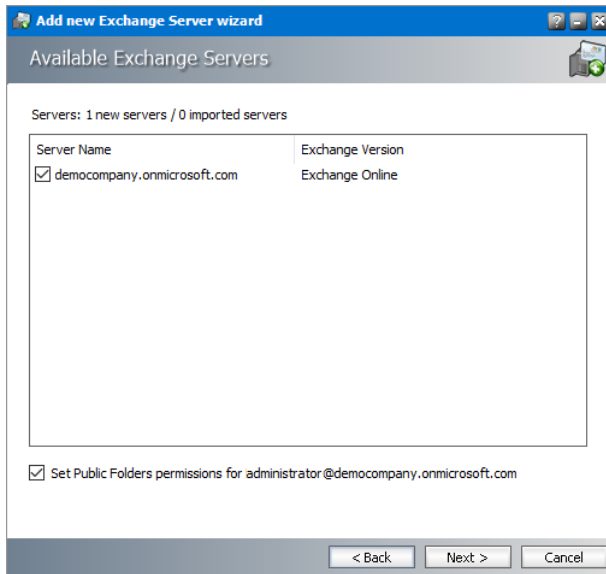 Add new Exchange Server wizard
Available Exchange Servers
Servers: 1 new servers / 0 imported servers
Server Name Exchange Version
democompany.onmicrosoft.com Exchange Online
Set Public Folders permissions for administrator@democompany.onmicrosoft.com
< Back Next > Cancel